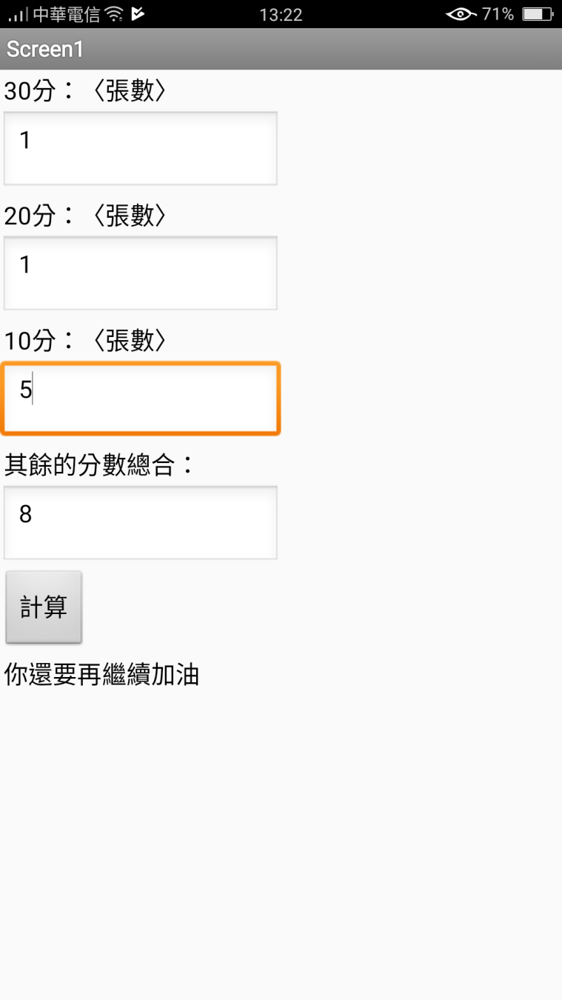 中華電信 13:22 71%
Screen1
30分：〈張數〉
1
20分：〈張數〉
1
10分：〈張數〉
5
其餘的分數總合：
8
計算
你還要再繼續加油